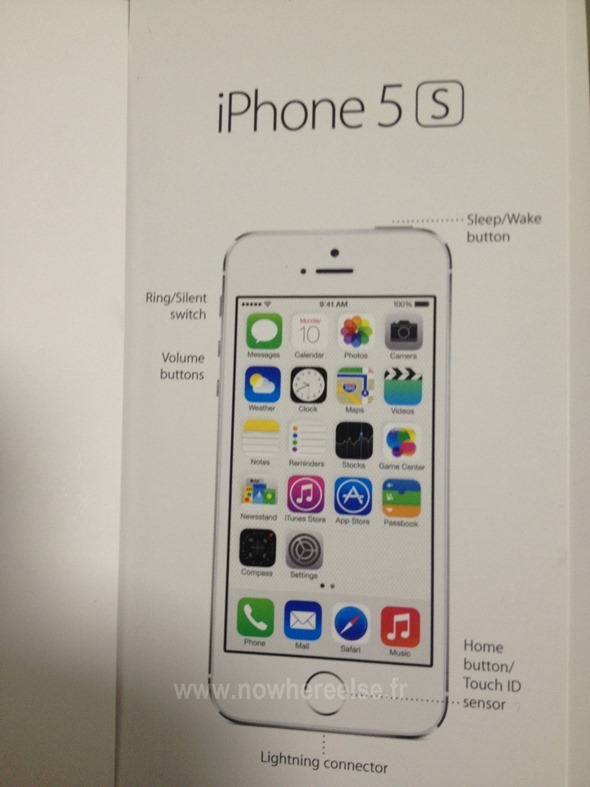 iPhone 5 S
Sleep/Wake
button
Ring/Silent
switch
Volume
buttons
9:41 AM
100%
Monday
10
Messages Calendar Photos Camera
Weather Clock Maps Videos
Notes Reminders Stocks Game Center
Newsstand iTunes Store App Store Passbook
Compass Settings
Phone Mail Safari Music
Home
button/
Touch ID
sensor
www.nowhereelse.fr
Lightning connector